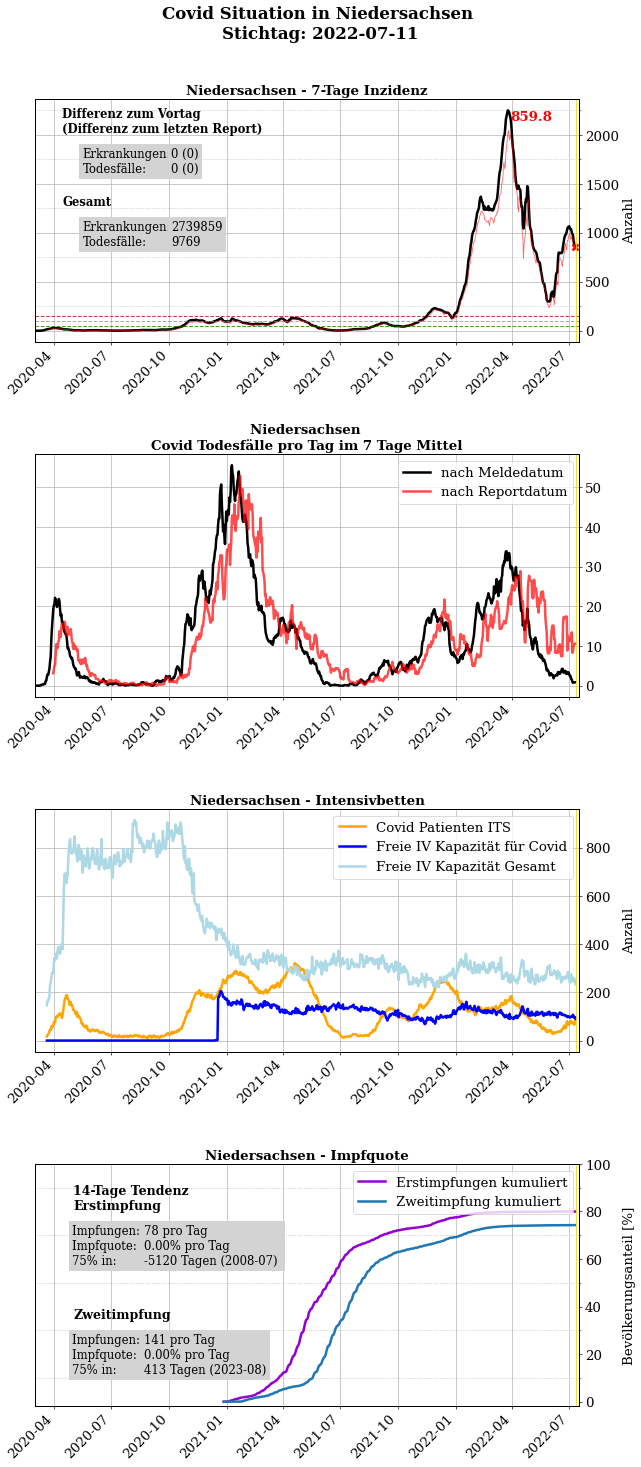 Covid Situation in Niedersachsen
Stichtag: 2022-07-11
Niedersachsen - 7-Tage Inzidenz
Differenz zum Vortag
(Differenz zum letzten Report)
Erkrankungen 0 (0)
Todesfälle: 0 (0)
Gesamt
Erkrankungen 2739859
Todesfälle: 9769
859.8
2000
1500
1000
500
0
Anzahl
2020-04 2020-07 2020-10 2021-01 2021-04 2021-07 2021-10 2022-01 2022-04 2022-07
Niedersachsen
Covid Todesfälle pro Tag im 7 Tage Mittel
nach Meldedatum
nach Reportdatum
50
40
30
20
10
0
2020-04 2020-07 2020-10 2021-01 2021-04 2021-07 2021-10 2022-01 2022-04 2022-07
Niedersachsen - Intensivbetten
Covid Patienten ITS
Freie IV Kapazität für Covid
Freie IV Kapazität Gesamt
800
600
400
200
0
Anzahl
2020-04 2020-07 2020-10 2021-01 2021-04 2021-07 2021-10 2022-01 2022-04 2022-07
Niedersachsen - Impfquote
14-Tage Tendenz
Erstimpfung
Impfungen: 78 pro Tag
Impfquote: 0.00% pro Tag
75% in: -5120 Tagen (2008-07)
Zweitimpfung
Impfungen: 141 pro Tag
Impfquote: 0.00% pro Tag
75% in: 413 Tagen (2023-08)
Erstimpfungen kumuliert
Zweitimpfung kumuliert
100
80
60
40
20
0
Bevölkerungsanteil [%]
2020-04 2020-07 2020-10 2021-01 2021-04 2021-07 2021-10 2022-01 2022-04 2022-07